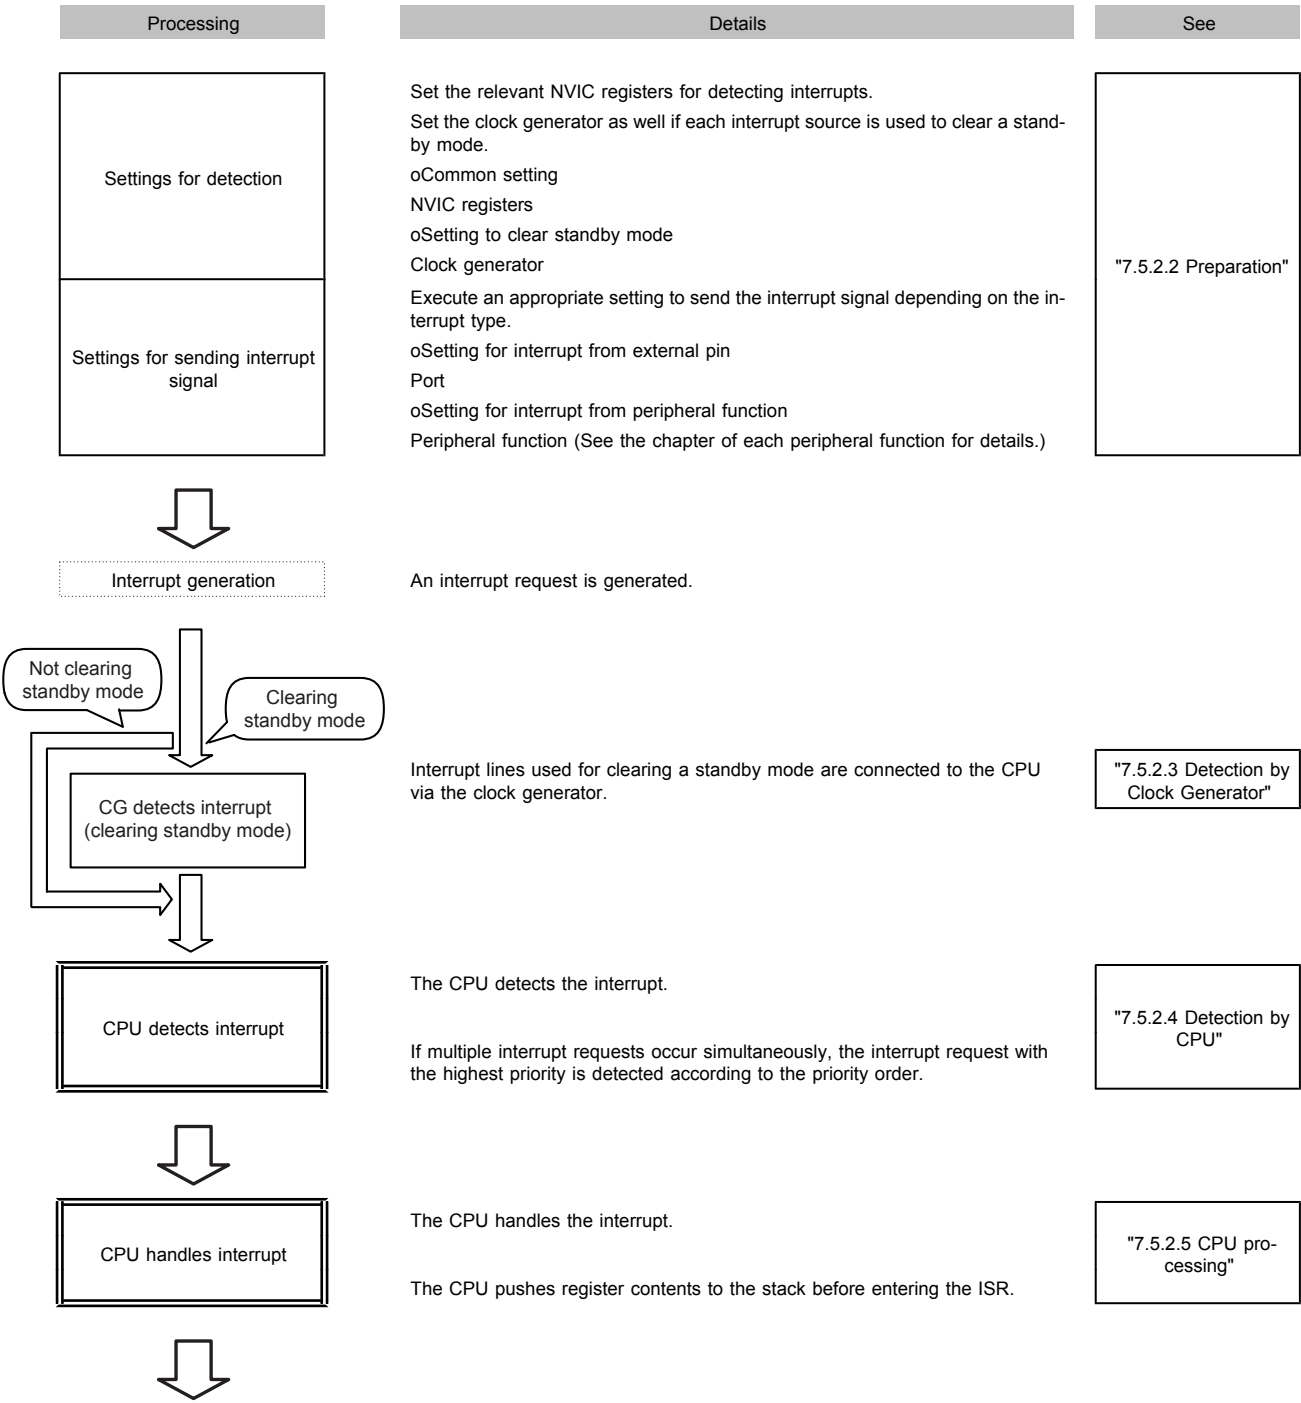 Processing
Details
See
Settings for detection
Set the relevant NVIC registers for detecting interrupts.
Set the clock generator as well if each interrupt source is used to clear a stand-
by mode.
oCommon setting
NVIC registers
oSetting to clear standby mode
Clock generator
"7.5.2.2 Preparation"
Settings for sending interrupt
signal
Execute an appropriate setting to send the interrupt signal depending on the in-
terrupt type.
oSetting for interrupt from external pin
Port
oSetting for interrupt from peripheral function
Peripheral function (See the chapter of each peripheral function for details.)
Interrupt generation
An interrupt request is generated.
Not clearing
standby mode
Clearing
standby mode
CG detects interrupt
(clearing standby mode)
Interrupt lines used for clearing a standby mode are connected to the CPU
via the clock generator.
"7.5.2.3 Detection by
Clock Generator"
CPU detects interrupt
The CPU detects the interrupt.
If multiple interrupt requests occur simultaneously, the interrupt request with
the highest priority is detected according to the priority order.
"7.5.2.4 Detection by
CPU"
CPU handles interrupt
The CPU handles the interrupt.
The CPU pushes register contents to the stack before entering the ISR.
"7.5.2.5 CPU pro-
cessing"